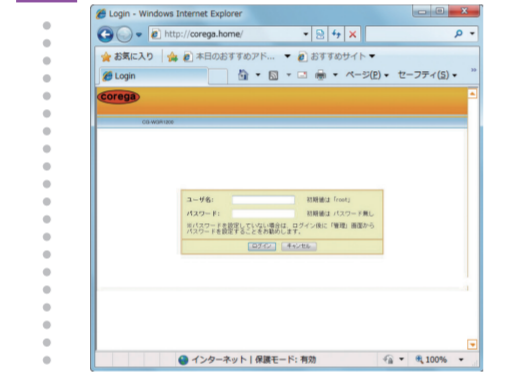 Login - Windows Internet Explorer
http://corega.home/
お気に入り 本日のおすすめアド... おすすめサイト
Login ページ(P) セーフティ(S) »
corega
ユーザ名: 初期値は「root」
パスワード: 初期値は パスワード無し
※パスワードを設定していない場合は、ログイン後に「管理」画面から
パスワードを設定することをお勧めします。
ログイン キャンセル
インターネット | 保護モード: 有効 100%